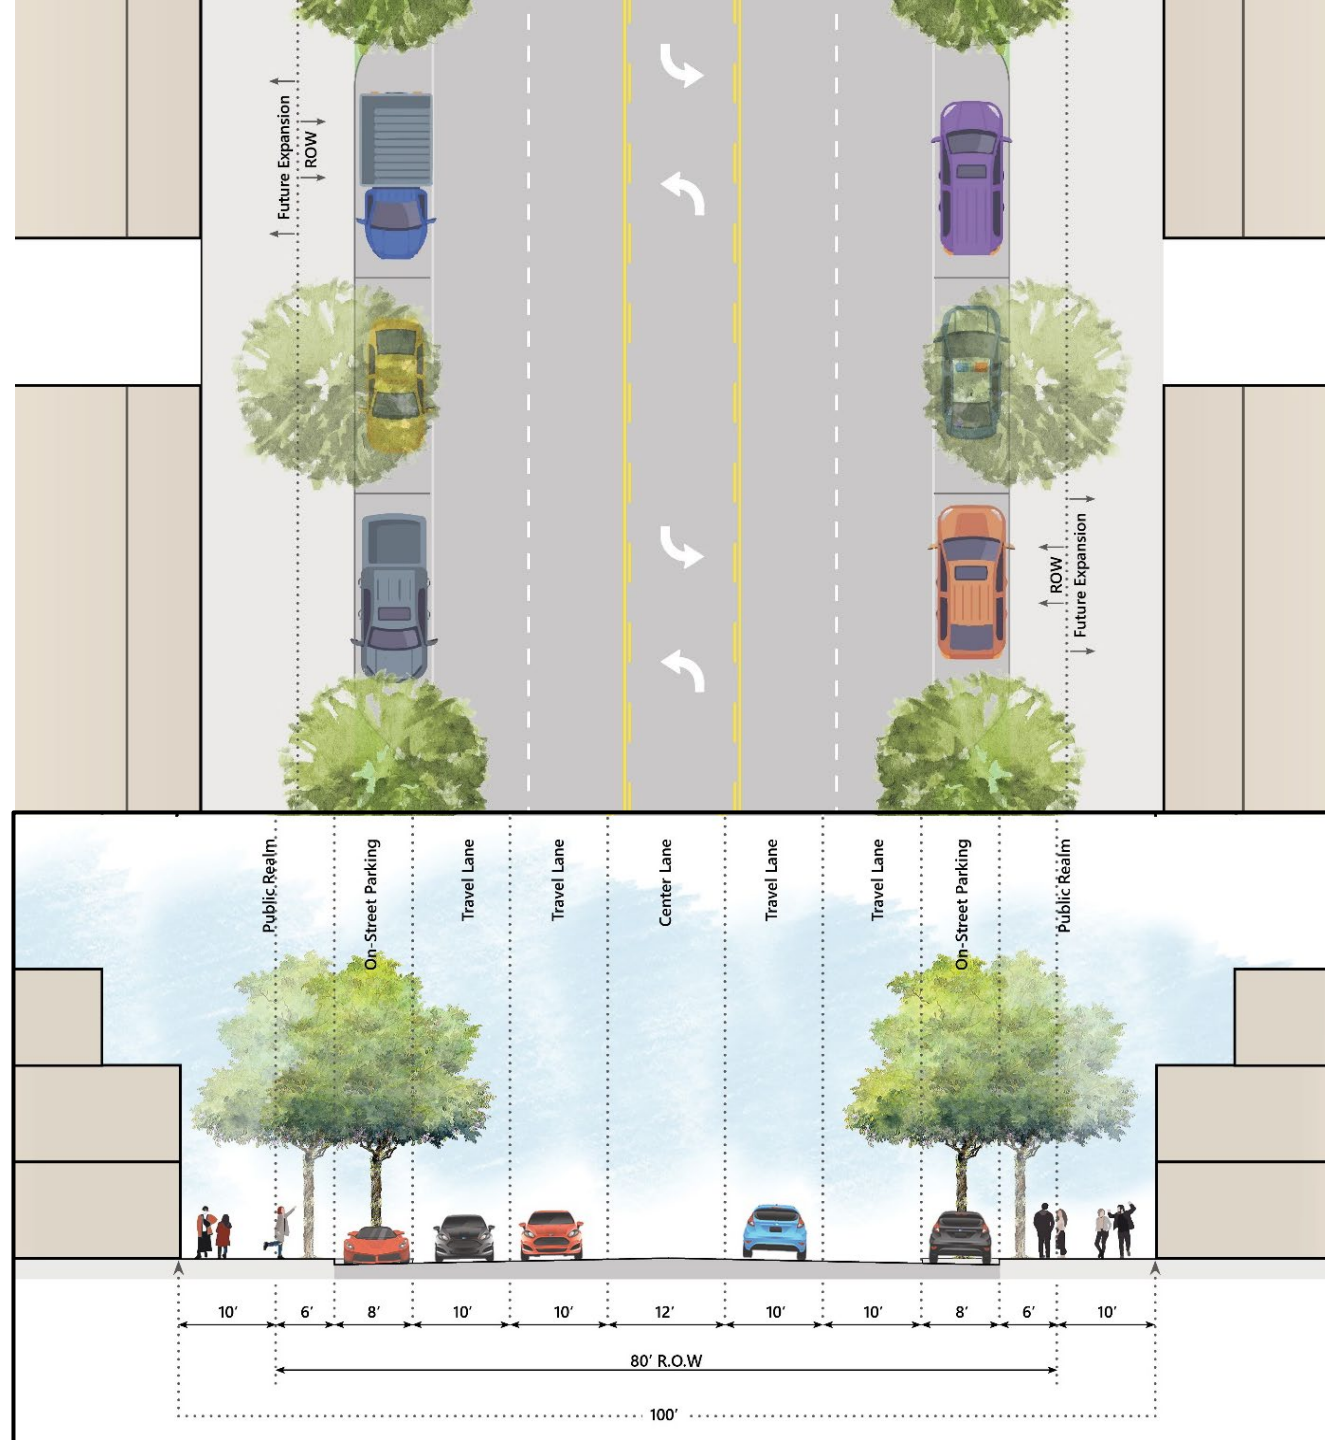 Future Expansion
ROW
ROW
Future Expansion
Public Realm
On-Street Parking
Travel Lane
Travel Lane
Center Lane
Travel Lane
Travel Lane
On-Street Parking
Public Realm
10' 6' 8' 10' 10' 12' 10' 10' 8' 6' 10'
80' R.O.W
100'